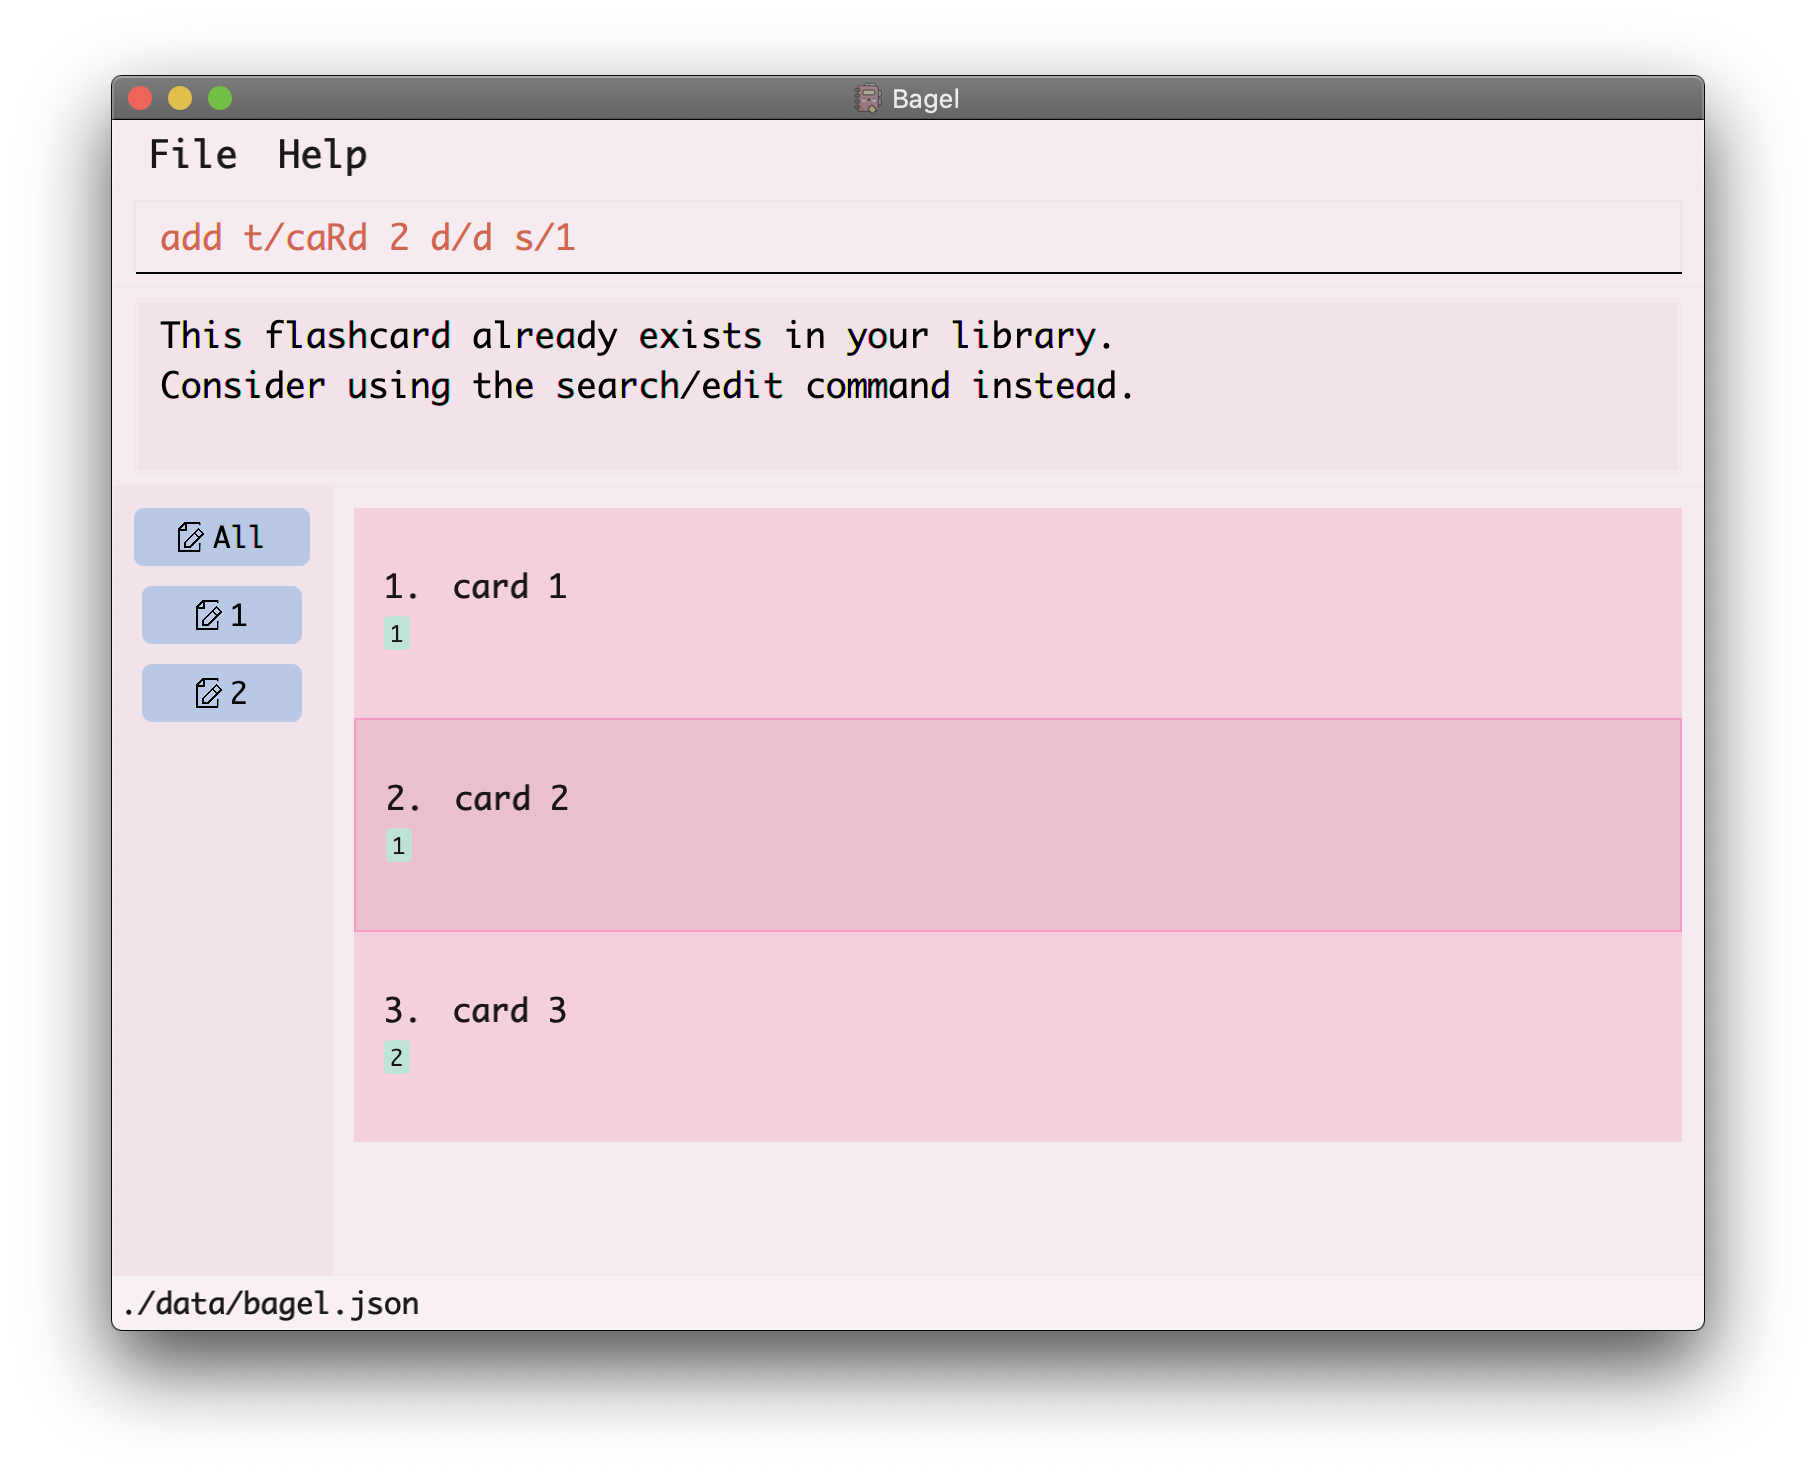 Bagel
File Help
add t/caRd 2 d/d s/1
This flashcard already exists in your library.
Consider using the search/edit command instead.
All
1
2
1. card 1
1
2. card 2
1
3. card 3
2
./data/bagel.json